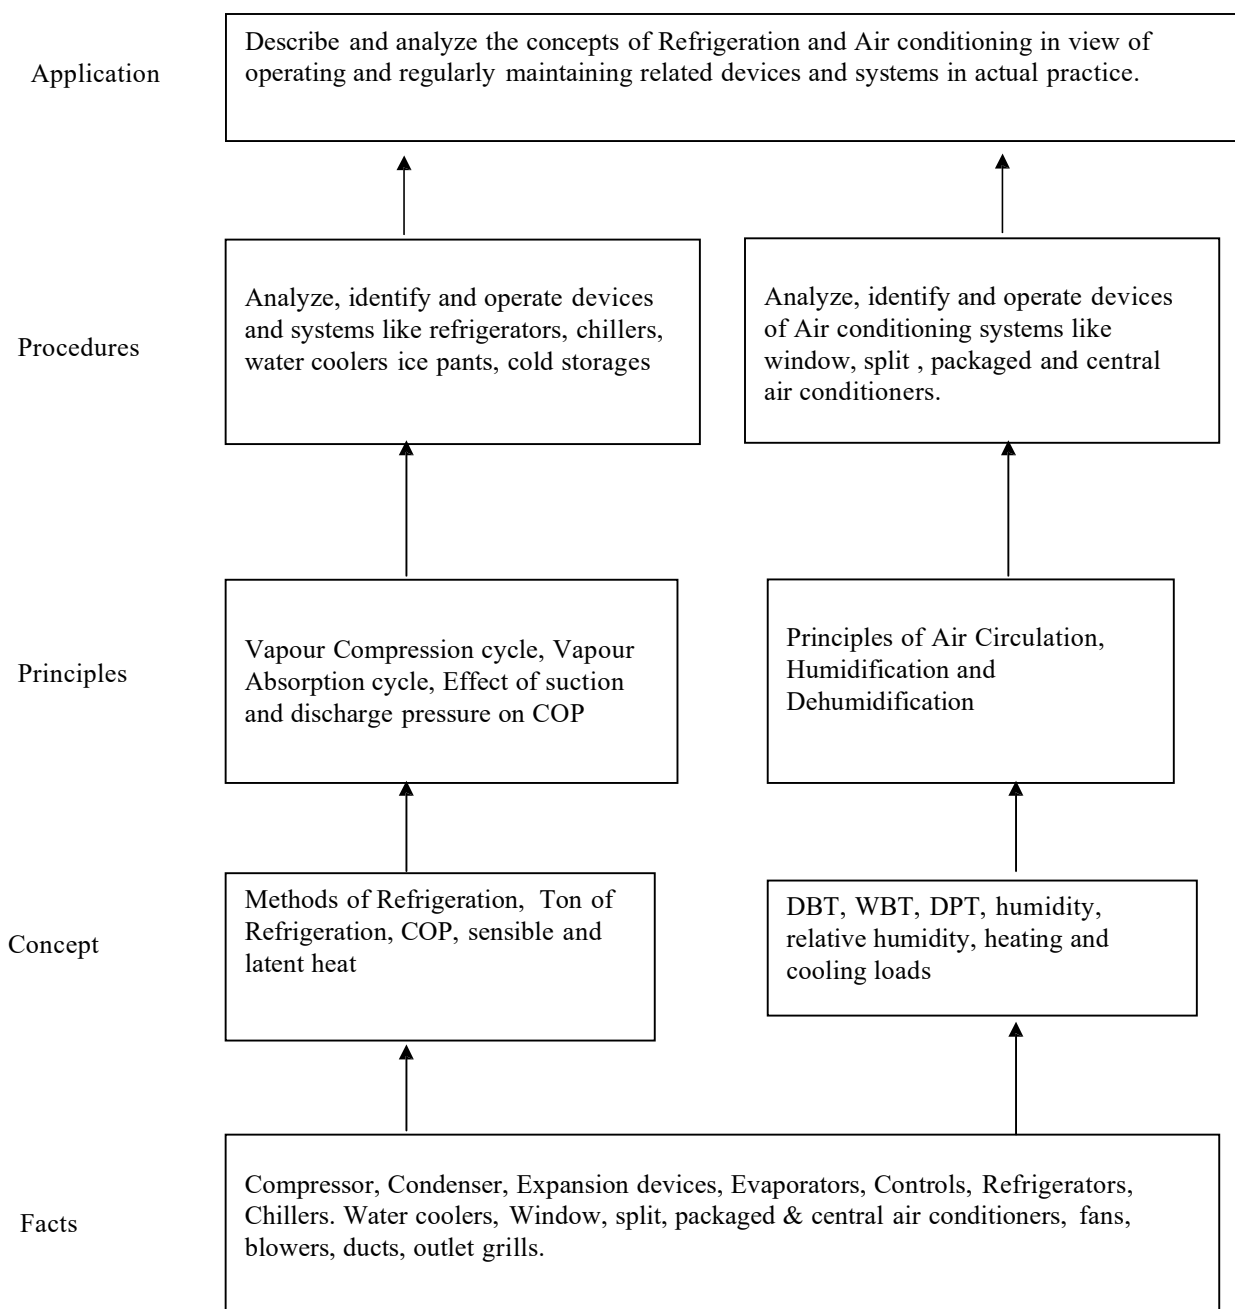 Application
Describe and analyze the concepts of Refrigeration and Air conditioning in view of
operating and regularly maintaining related devices and systems in actual practice.
Procedures
Analyze, identify and operate devices
and systems like refrigerators, chillers,
water coolers ice pants, cold storages
Analyze, identify and operate devices
of Air conditioning systems like
window, split , packaged and central
air conditioners.
Principles
Vapour Compression cycle, Vapour
Absorption cycle, Effect of suction
and discharge pressure on COP
Principles of Air Circulation,
Humidification and
Dehumidification
Concept
Methods of Refrigeration, Ton of
Refrigeration, COP, sensible and
latent heat
DBT, WBT, DPT, humidity,
relative humidity, heating and
cooling loads
Facts
Compressor, Condenser, Expansion devices, Evaporators, Controls, Refrigerators,
Chillers. Water coolers, Window, split, packaged & central air conditioners, fans,
blowers, ducts, outlet grills.